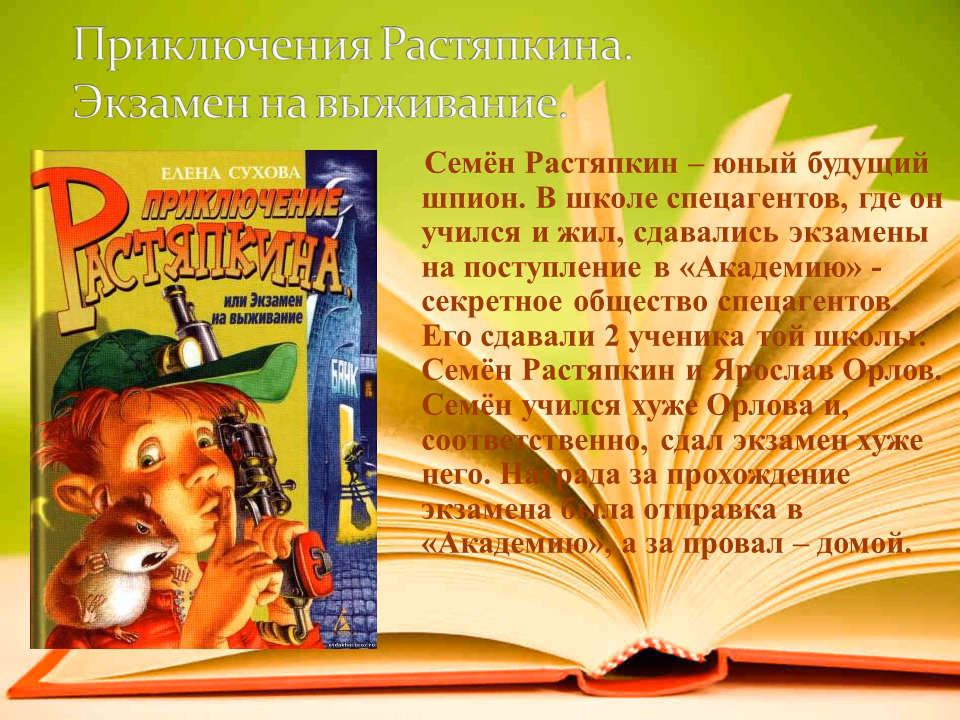 Приключения Растяпкина.
Экзамен на выживание.
ЕЛЕНА СУХОВА
ПРИКЛЮЧЕНИЕ
РАСТЯПКИНА,
или Экзамен
на выживание
БАНК
otdakhnioruz.ru
Семён Растяпкин – юный будущий
шпион. В школе спецагентов, где он
учился и жил, сдавались экзамены
на поступление в «Академию» -
секретное общество спецагентов.
Его сдавали 2 ученика той школы:
Семён Растяпкин и Ярослав Орлов.
Семён учился хуже Орлова и,
соответственно, сдал экзамен хуже
него. Награда за прохождение
экзамена была отправка в
«Академию», а за провал – домой.